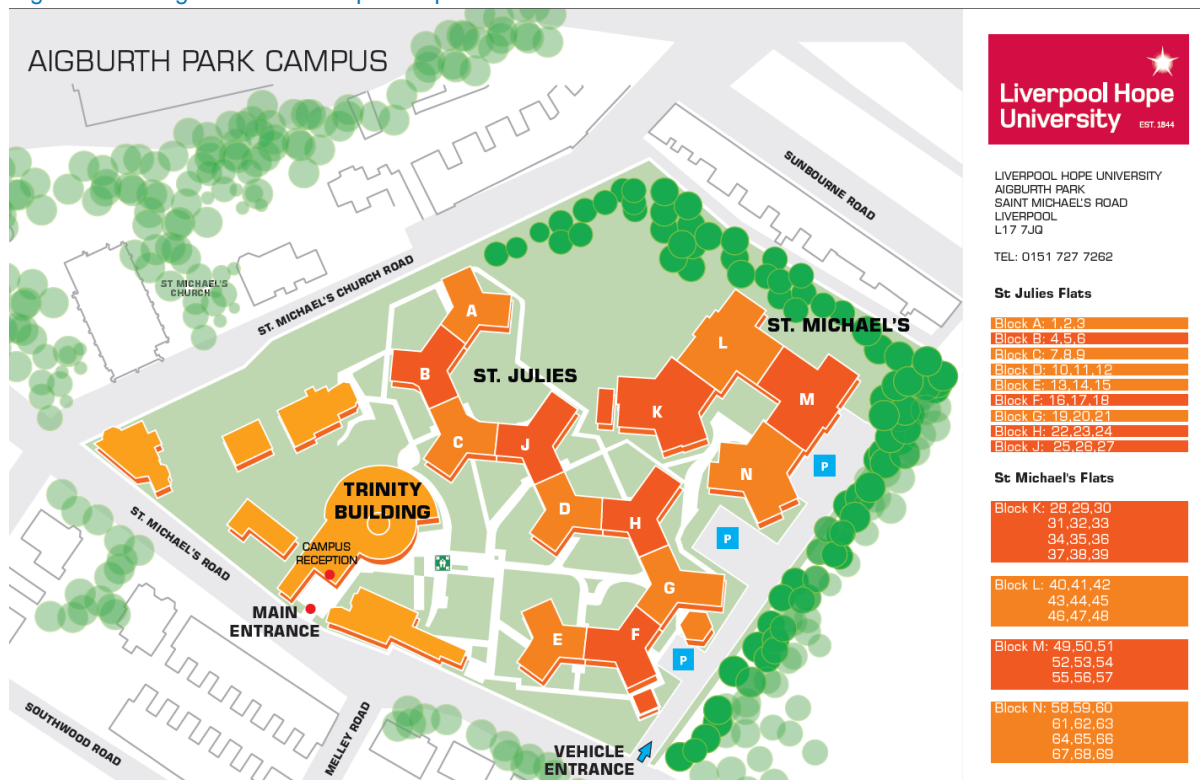 AIGBURTH PARK CAMPUS
SUNBOURNE ROAD
ST MICHAEL'S
CHURCH
ST. MICHAEL'S CHURCH ROAD
ST. MICHAEL'S
ST. JULIES
A
B
C
J
L
K
M
N
D
H
G
E
F
P
P
P
TRINITY
BUILDING
CAMPUS
RECEPTION
ST. MICHAEL'S ROAD
MAIN
ENTRANCE
SOUTHWOOD ROAD
MELLEY ROAD
VEHICLE
ENTRANCE
Liverpool Hope
University
EST. 1844
LIVERPOOL HOPE UNIVERSITY
AIGBURTH PARK
SAINT MICHAEL'S ROAD
LIVERPOOL
L17 7JQ
TEL: 0151 727 7262
St Julies Flats
Block A: 1,2,3
Block B: 4,5,6
Block C: 7,8,9
Block D: 10,11,12
Block E: 13,14,15
Block F: 16,17,18
Block G: 19,20,21
Block H: 22,23,24
Block J: 25,26,27
St Michael's Flats
Block K: 28,29,30
31,32,33
34,35,36
37,38,39
Block L: 40,41,42
43,44,45
46,47,48
Block M: 49,50,51
52,53,54
55,56,57
Block N: 58,59,60
61,62,63
64,65,66
67,68,69